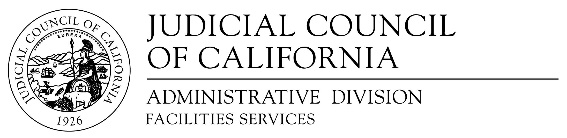 JUDICIAL COUNCIL OF CALIFORNIA
1926
JUDICIAL COUNCIL
OF CALIFORNIA
ADMINISTRATIVE DIVISION
FACILITIES SERVICES